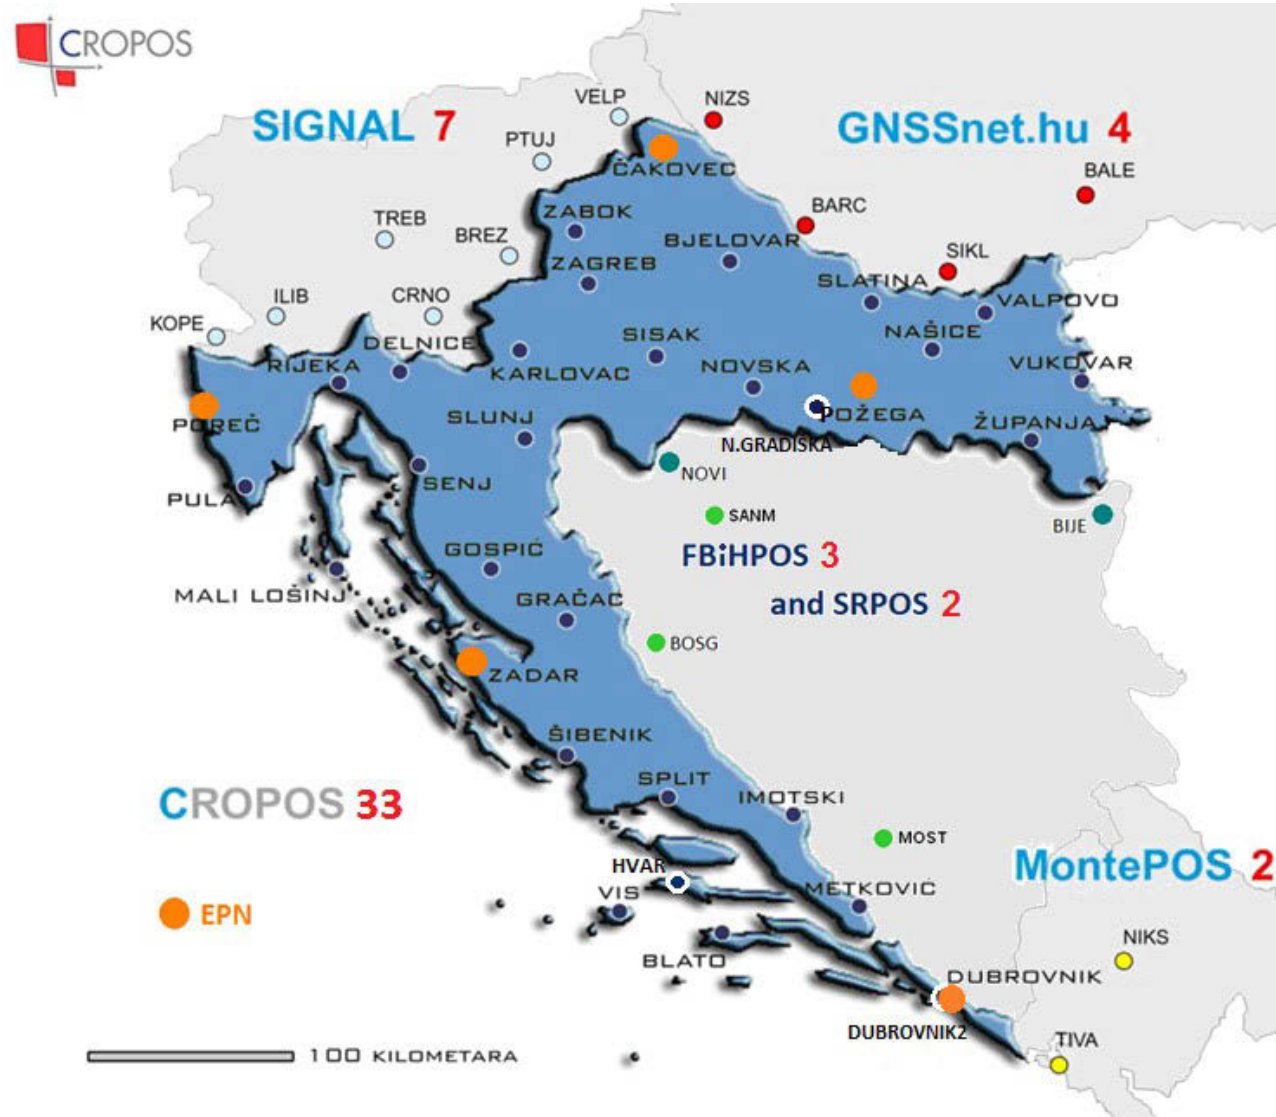 CROPOS
VELP
NIZS
SIGNAL 7
GNSSnet.hu 4
PTUJ
ČAKOVEC
BALE
ZABOK
BARC
TREB
BREZ
BJELOVAR
ZAGREB
SIKL
SLATINA
ILIB
CRNO
VALPOVO
KOPE
DELNICE
SISAK
NAŠICE
RIJEKA
KARLOVAC
NOVSKA
VUKOVAR
POREČ
SLUNJ
POŽEGA
ŽUPANJA
N.GRADIŠKA
NOVI
SENJ
PULA
SANM
BIJE
GOSPIĆ
FBiHPOS 3
MALI LOŠINJ
GRAČAC
and SRPOS 2
BOSG
ZADAR
ŠIBENIK
SPLIT
IMOTSKI
CROPOS 33
MOST
HVAR
MontePOS 2
VIS
METKOVIĆ
EPN
NIKS
BLATO
DUBROVNIK
DUBROVNIK2
TIVA
100 KILOMETARA